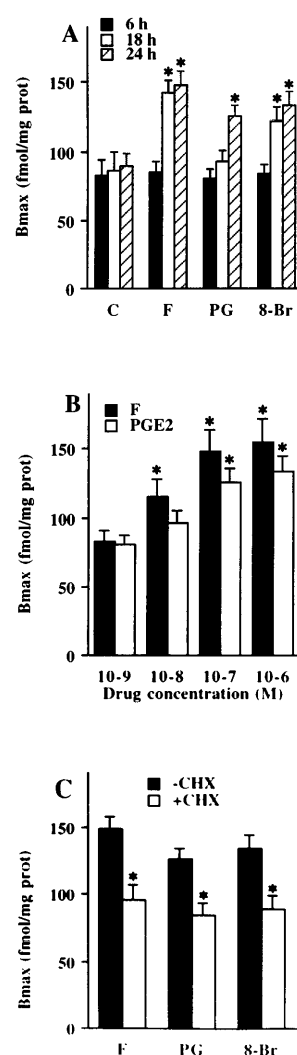 A
6 h
18 h
24 h
Bmax (fmol/mg prot)
150
100
50
0
* * * * *
C F PG 8-Br
B
F
PGE2
Bmax (fmol/mg prot)
150
100
50
0
* * * * *
10-9 10-8 10-7 10-6
Drug concentration (M)
C
-CHX
+CHX
Bmax (fmol/mg prot)
150
100
50
0
* * *
F PG 8-Br